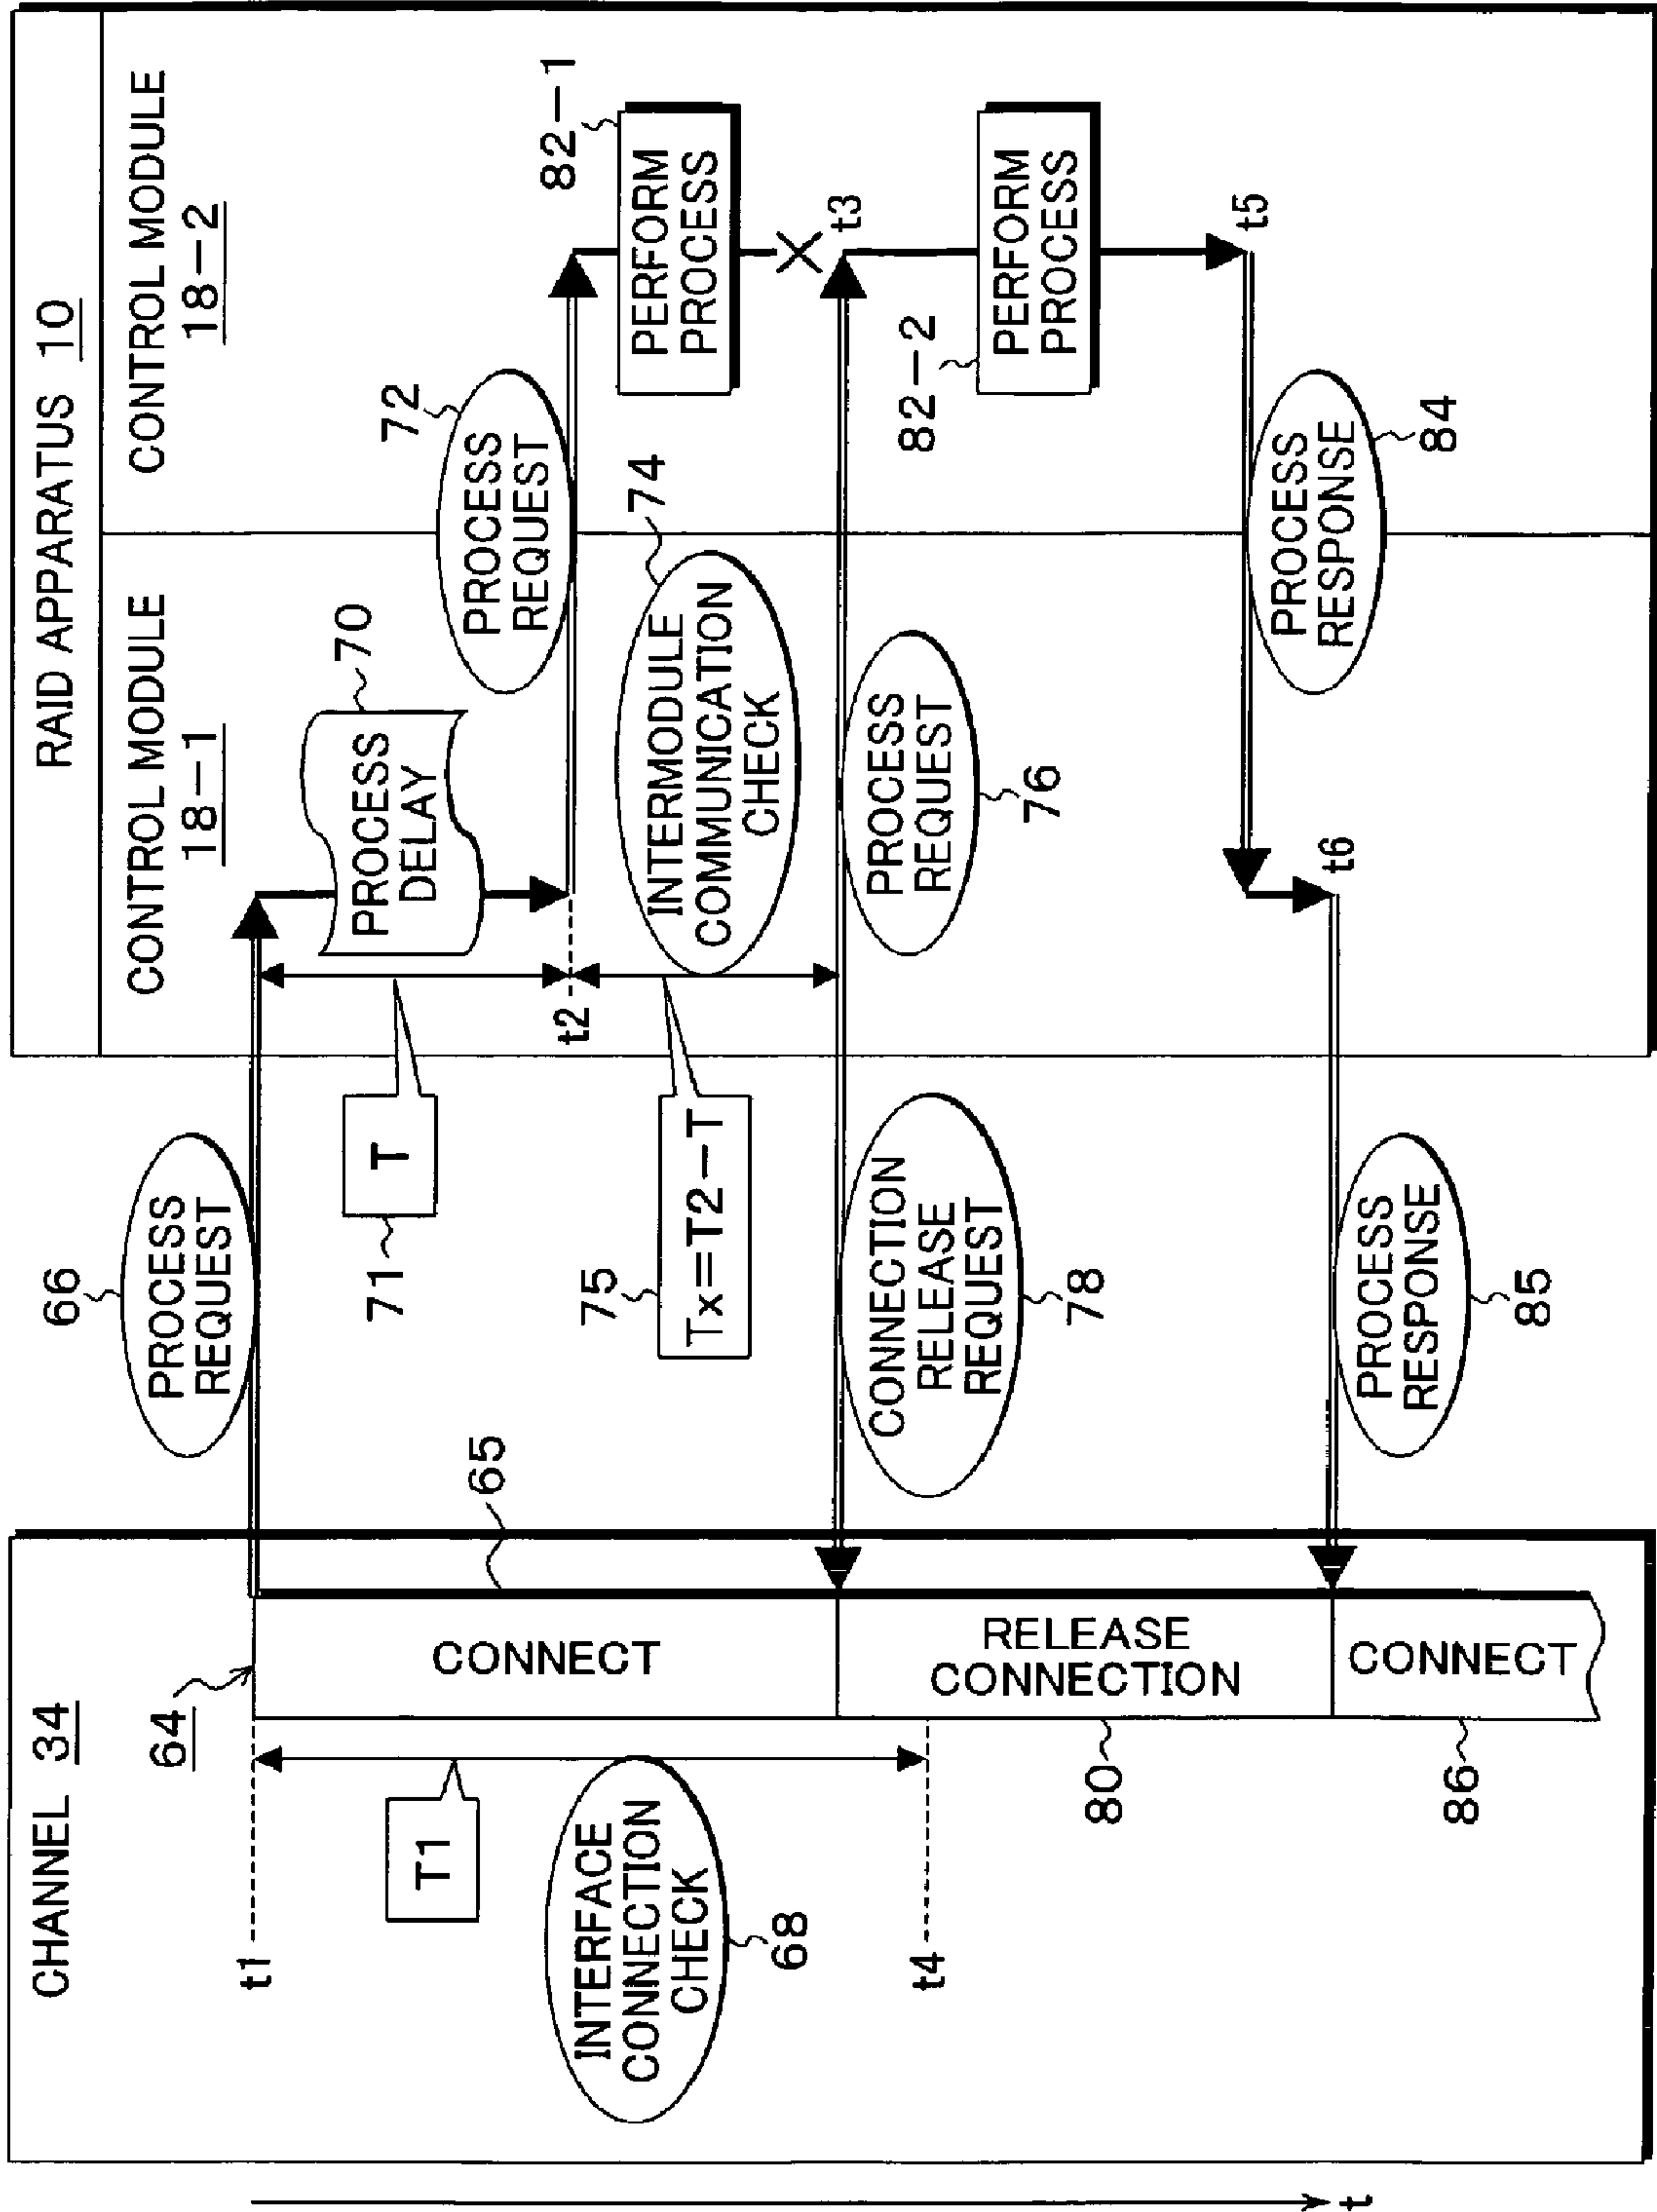 CHANNEL 34
RAID APPARATUS 10
CONTROL MODULE
18-1
CONTROL MODULE
18-2
64
t1
66
PROCESS
REQUEST
65
CONNECT
T1
INTERFACE
CONNECTION
CHECK
68
t4
71
T
70
PROCESS
DELAY
72
PROCESS
REQUEST
t2
82-1
PERFORM
PROCESS
75
Tx=T2-T
74
INTERMODULE
COMMUNICATION
CHECK
t3
RELEASE
CONNECTION
80
CONNECTION
RELEASE
REQUEST
78
PROCESS
REQUEST
76
82-2
PERFORM
PROCESS
t5
PROCESS
RESPONSE
84
t6
PROCESS
RESPONSE
85
CONNECT
86
t